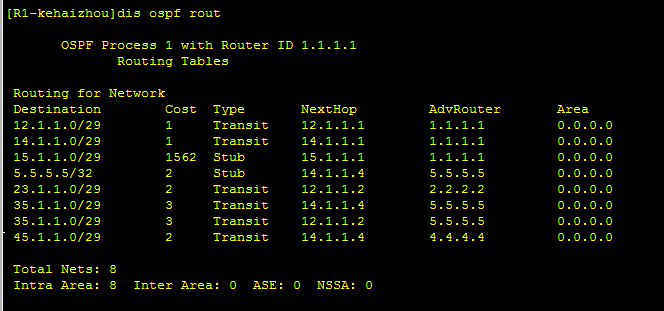 [R1-kehaizhou]dis ospf rout
OSPF Process 1 with Router ID 1.1.1.1
Routing Tables
Routing for Network
Destination Cost Type NextHop AdvRouter Area
12.1.1.0/29 1 Transit 12.1.1.1 1.1.1.1 0.0.0.0
14.1.1.0/29 1 Transit 14.1.1.1 1.1.1.1 0.0.0.0
15.1.1.0/29 1562 Stub 15.1.1.1 1.1.1.1 0.0.0.0
5.5.5.5/32 2 Stub 14.1.1.4 5.5.5.5 0.0.0.0
23.1.1.0/29 2 Transit 12.1.1.2 2.2.2.2 0.0.0.0
35.1.1.0/29 3 Transit 14.1.1.4 5.5.5.5 0.0.0.0
35.1.1.0/29 3 Transit 12.1.1.2 5.5.5.5 0.0.0.0
45.1.1.0/29 2 Transit 14.1.1.4 4.4.4.4 0.0.0.0
Total Nets: 8
Intra Area: 8 Inter Area: 0 ASE: 0 NSSA: 0